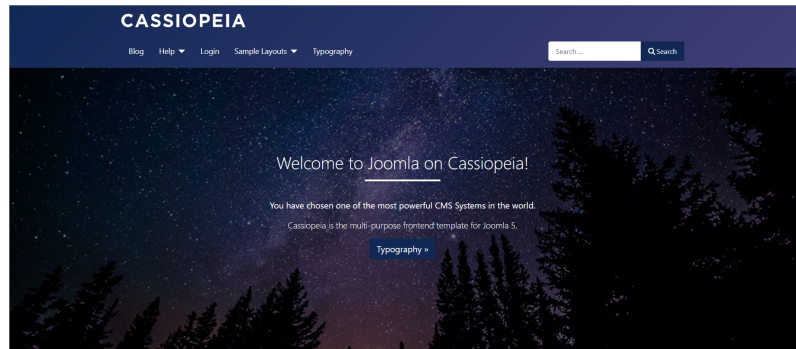 CASSIOPEIA
Blog Help Login Sample Layouts Typography Search ... Search
Welcome to Joomla on Cassiopeia!
You have chosen one of the most powerful CMS Systems in the world.
Cassiopeia is the multi-purpose frontend template for Joomla 5.
Typography »